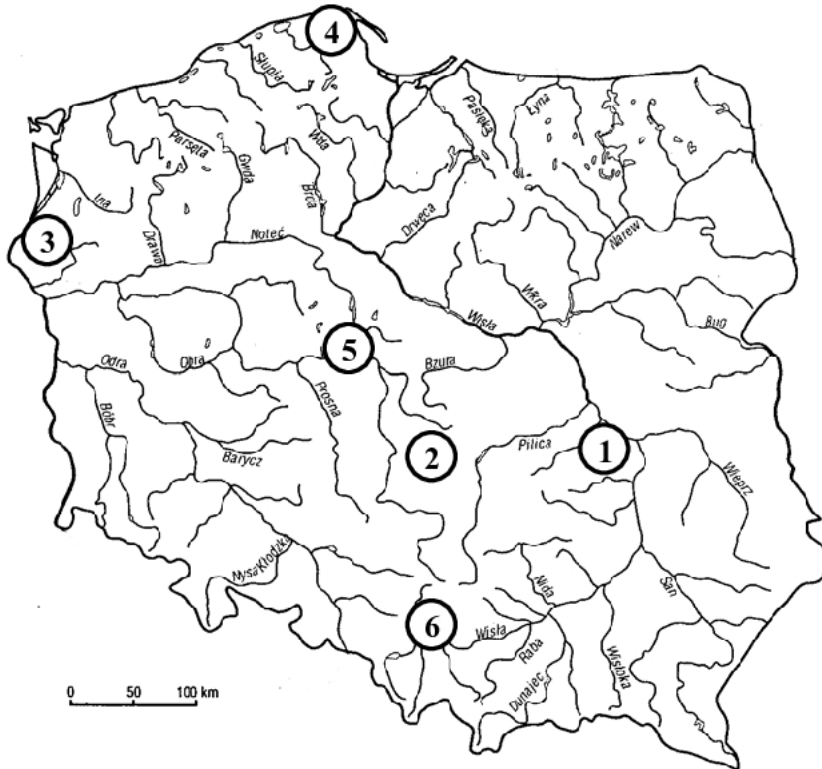 4
Słupia
Pasłęka
Łyna
Parsęta
Wda
Gwda
Ina
Brda
Drwęca
3
Drawa
Noteć
Narew
Wkra
Wisła
Bug
5
Odra
Obra
Bzura
Prosna
Bóbr
1
Pilica
2
Barycz
Wieprz
Nysa Kłodzka
Nida
San
6
Wisła
Raba
Wisłoka
Dunajec
0 50 100 km